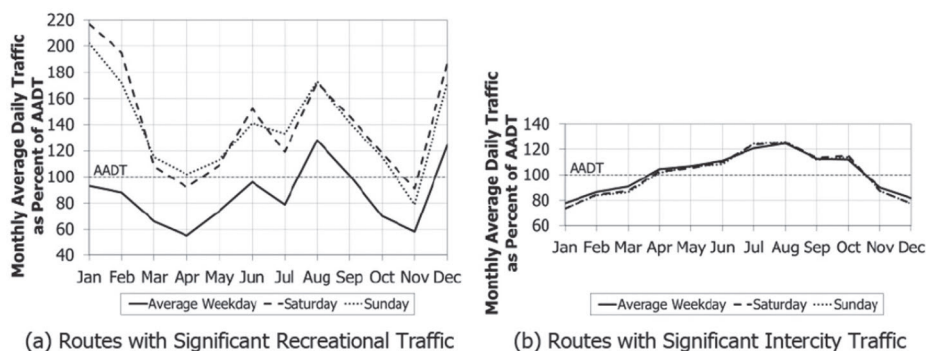 Monthly Average Daily Traffic
as Percent of AADT
220
200
180
160
140
120
100
80
60
40
AADT
Jan Feb Mar Apr May Jun Jul Aug Sep Oct Nov Dec
Average Weekday Saturday Sunday
(a) Routes with Significant Recreational Traffic
Monthly Average Daily Traffic
as Percent of AADT
140
120
100
80
60
AADT
Jan Feb Mar Apr May Jun Jul Aug Sep Oct Nov Dec
Average Weekday Saturday Sunday
(b) Routes with Significant Intercity Traffic